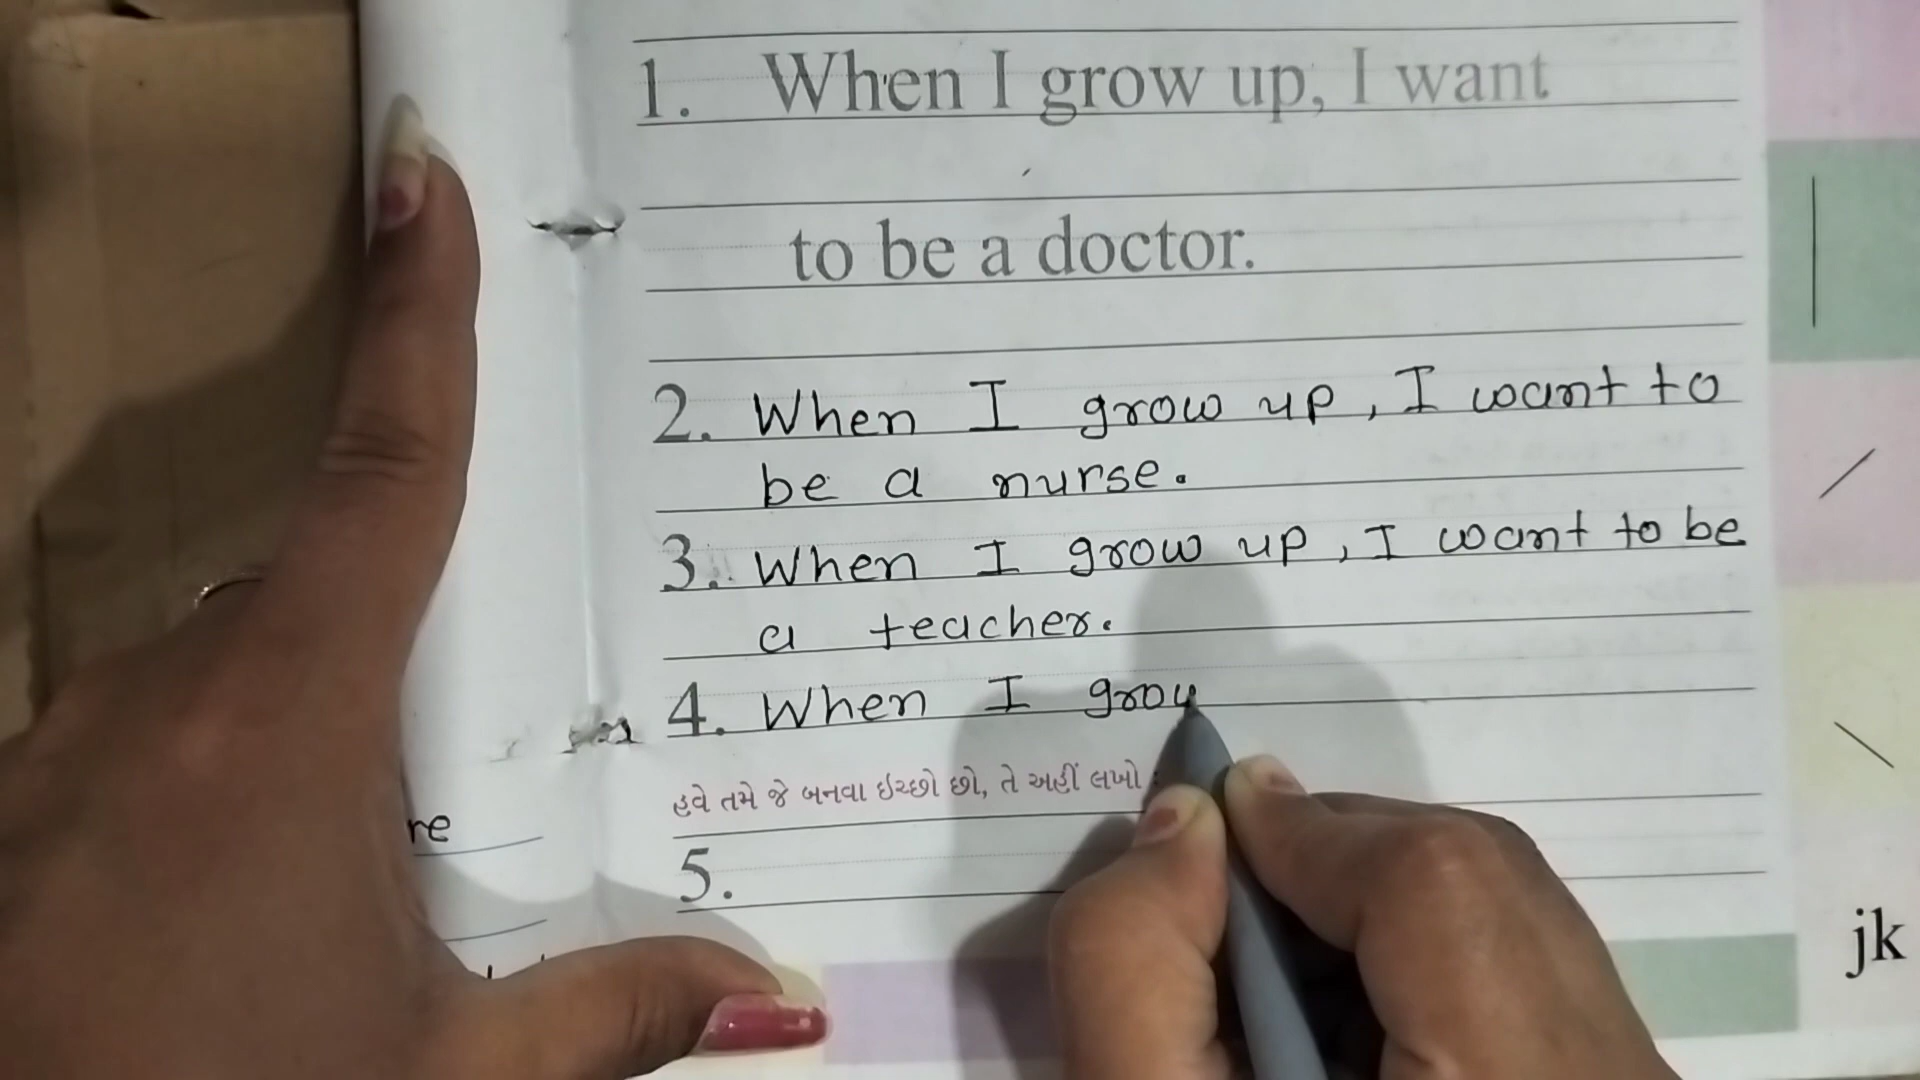 1. When I grow up, I want
to be a doctor.
2. When I grow up, I want to
be a nurse.
3. When I grow up, I want to be
a teacher.
4. When I grow
હવે તમે જે બનવા ઇચ્છો છો, તે અહીં લખો :
5.
re
jk